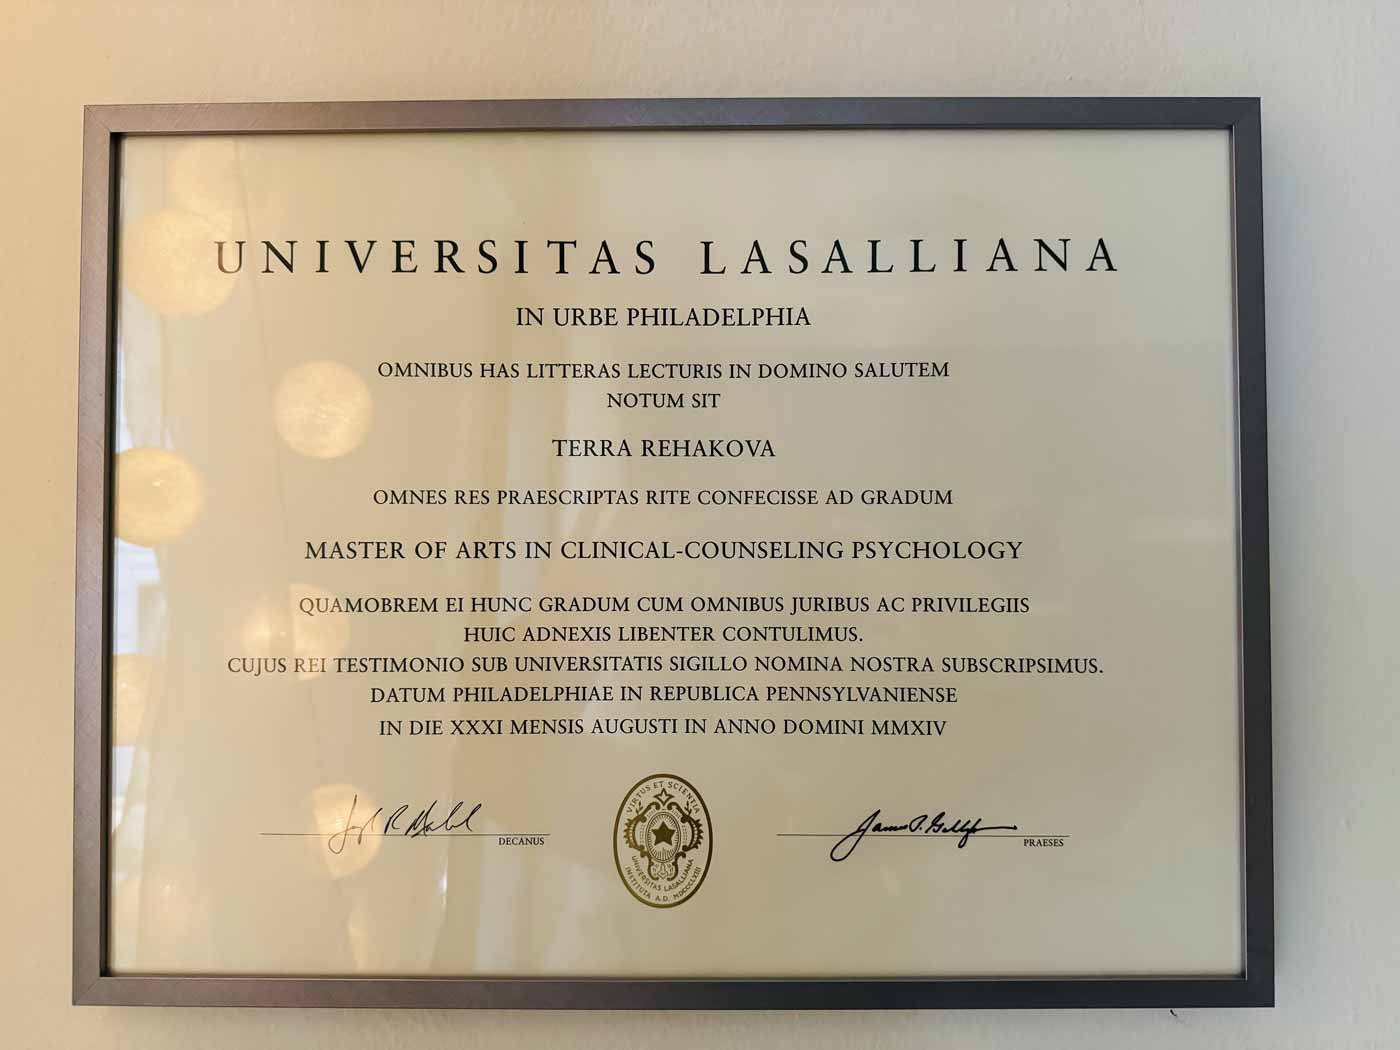 UNIVERSITAS LASALLIANA
IN URBE PHILADELPHIA
OMNIBUS HAS LITTERAS LECTURIS IN DOMINO SALUTEM
NOTUM SIT
TERRA REHAKOVA
OMNES RES PRAESCRIPTAS RITE CONFECISSE AD GRADUM
MASTER OF ARTS IN CLINICAL-COUNSELING PSYCHOLOGY
QUAMOBREM EI HUNC GRADUM CUM OMNIBUS JURIBUS AC PRIVILEGIIS
HUIC ADNEXIS LIBENTER CONTULIMUS.
CUJUS REI TESTIMONIO SUB UNIVERSITATIS SIGILLO NOMINA NOSTRA SUBSCRIPSIMUS.
DATUM PHILADELPHIAE IN REPUBLICA PENNSYLVANIENSE
IN DIE XXXI MENSIS AUGUSTI IN ANNO DOMINI MMXIV
DECANUS
VIRTUS ET SCIENTIA
UNIVERSITAS LASALLIANA
INSTITUTA A.D. MDCCCLXIII
PRAESES